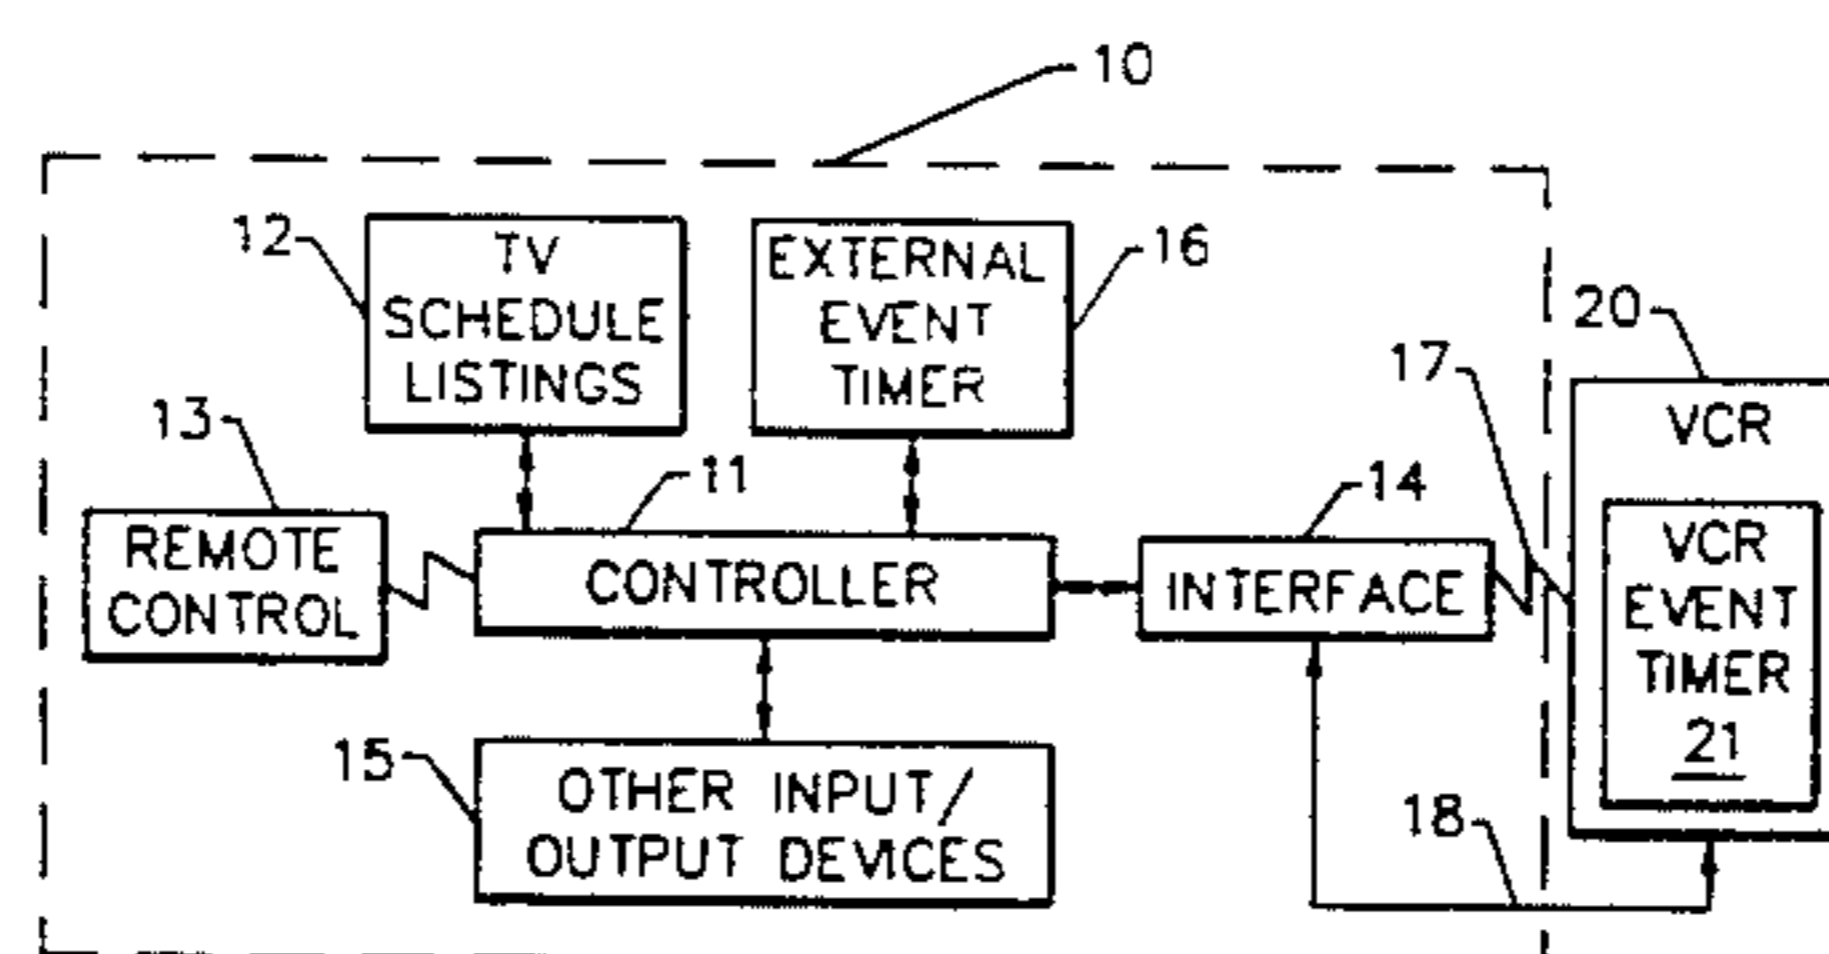 10
12
TV
SCHEDULE
LISTINGS
EXTERNAL
EVENT
TIMER
16
20
17
VCR
13
11
14
REMOTE
CONTROL
CONTROLLER
INTERFACE
VCR
EVENT
TIMER
21
15
OTHER INPUT/
OUTPUT DEVICES
18